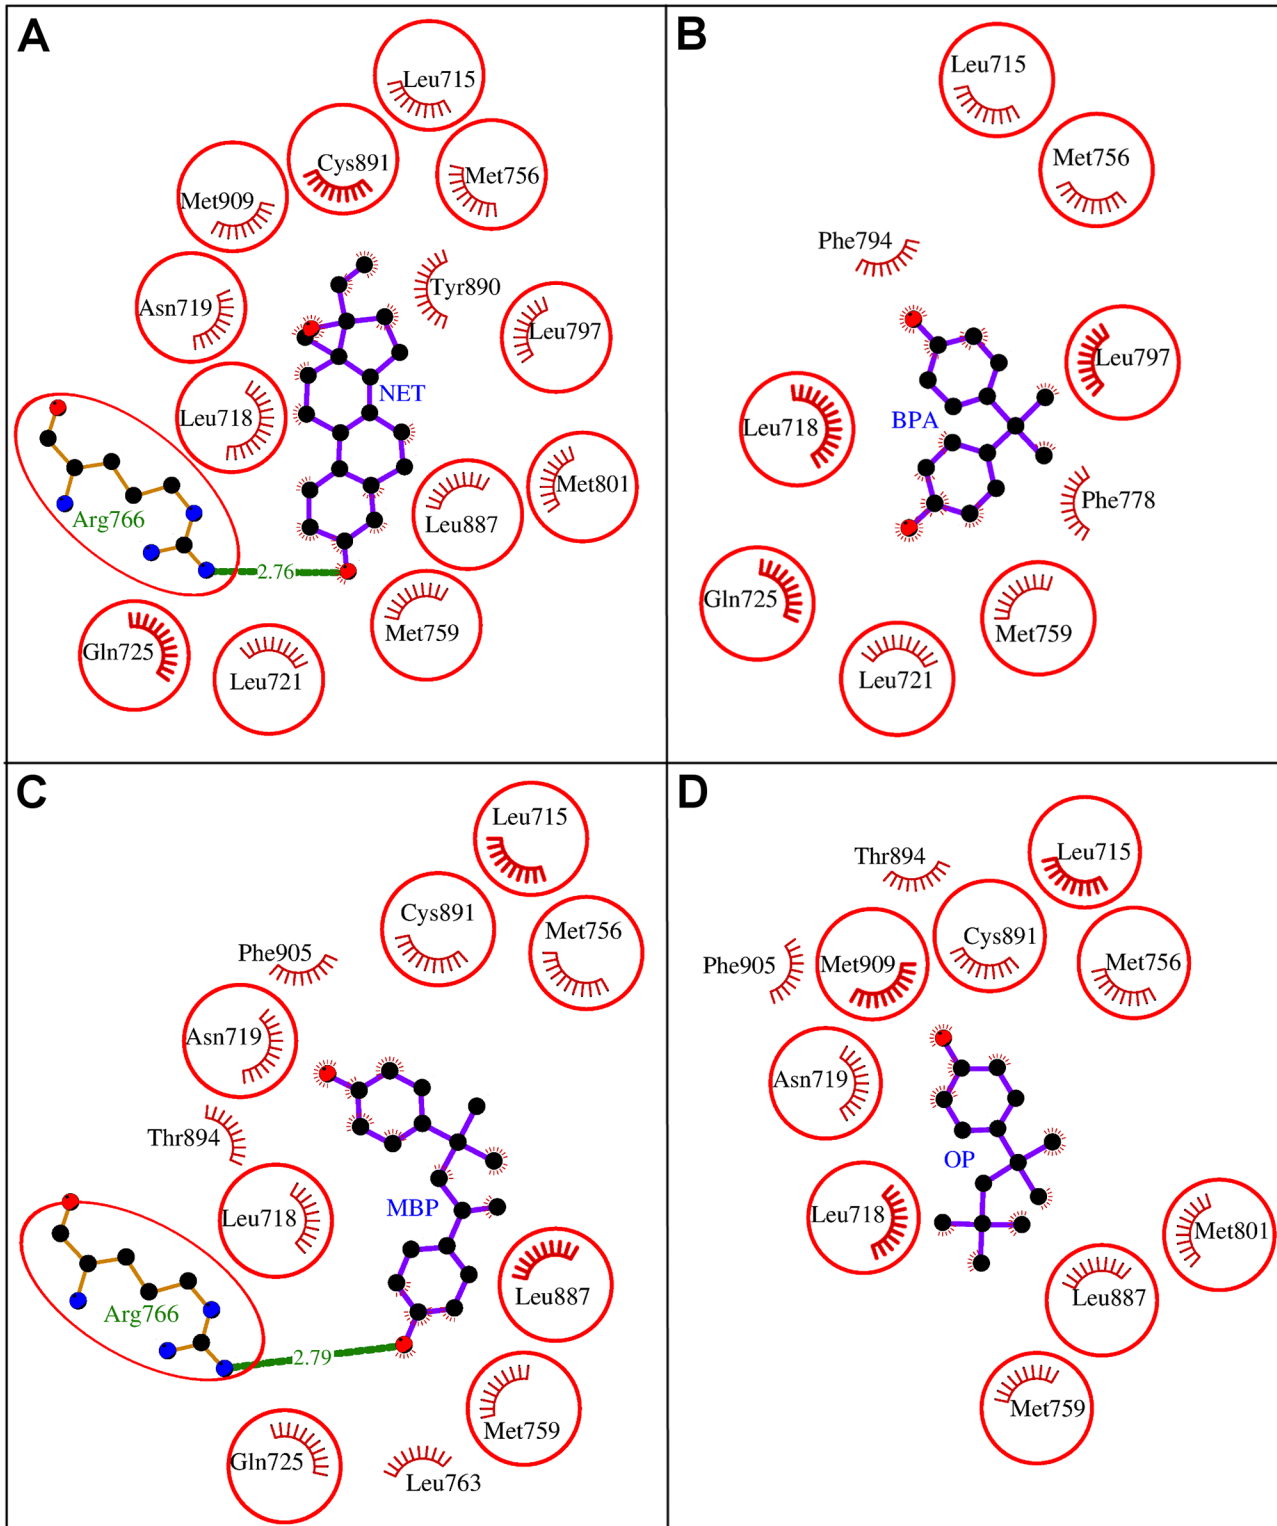 A
Leu715
Cys891
Met756
Met909
Tyr890
Asn719
Leu797
NET
Leu718
Met801
Arg766
Leu887
2.76
Met759
Gln725
Leu721
B
Leu715
Met756
Phe794
Leu797
BPA
Leu718
Phe778
Gln725
Met759
Leu721
C
Leu715
Cys891
Met756
Phe905
Asn719
Thr894
MBP
Leu718
Leu887
Arg766
2.79
Met759
Gln725
Leu763
D
Leu715
Thr894
Cys891
Met756
Phe905
Met909
Asn719
OP
Leu718
Met801
Leu887
Met759